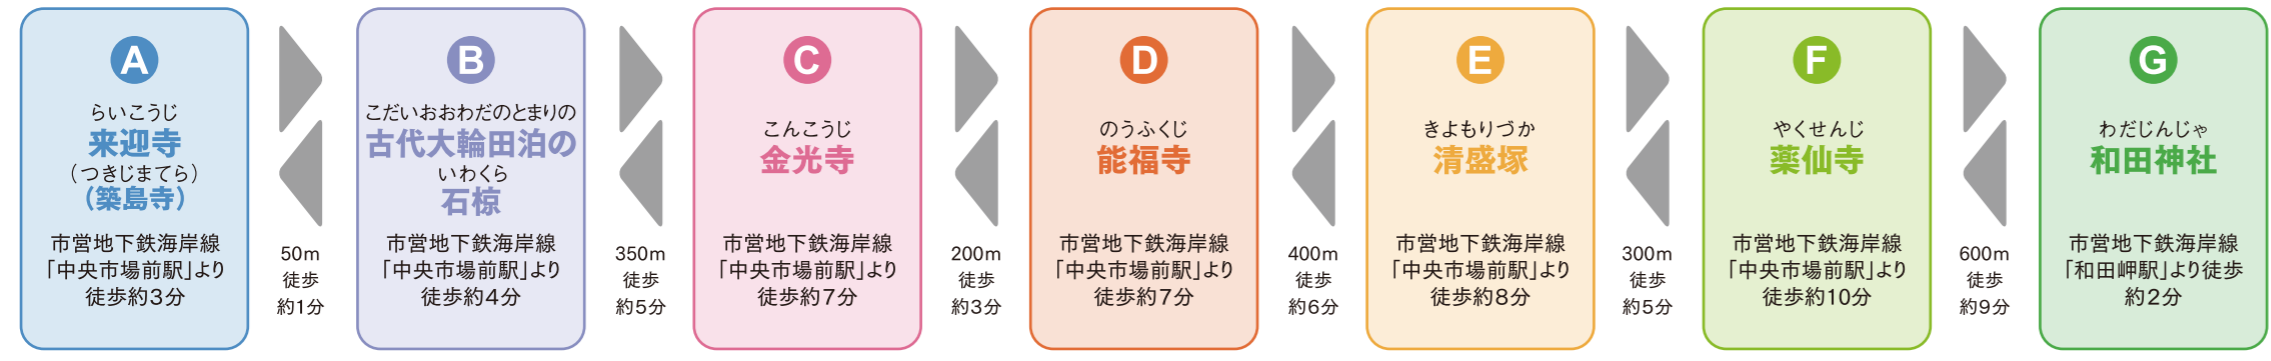 A
らいこうじ
来迎寺
（つきじまでら）
（築島寺）
市営地下鉄海岸線
「中央市場前駅」より
徒歩約3分
50m
徒歩
約1分
B
こだいおおわだのとまりの
古代大輪田泊の
いわくら
石椋
市営地下鉄海岸線
「中央市場前駅」より
徒歩約4分
350m
徒歩
約5分
C
こんこうじ
金光寺
市営地下鉄海岸線
「中央市場前駅」より
徒歩約7分
200m
徒歩
約3分
D
のうふくじ
能福寺
市営地下鉄海岸線
「中央市場前駅」より
徒歩約7分
400m
徒歩
約6分
E
きよもりづか
清盛塚
市営地下鉄海岸線
「中央市場前駅」より
徒歩約8分
300m
徒歩
約5分
F
やくせんじ
薬仙寺
市営地下鉄海岸線
「中央市場前駅」より
徒歩約10分
600m
徒歩
約9分
G
わだじんじゃ
和田神社
市営地下鉄海岸線
「和田岬駅」より徒歩
約2分